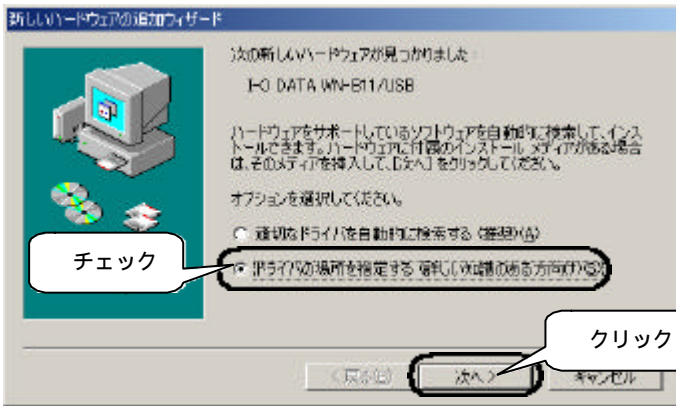 新しいハードウェアの追加ウィザード
次の新しいハードウェアが見つかりました:
I-O DATA WN-B11/USB
ハードウェアをサポートしているソフトウェアを自動的に検索して、インス
トールできます。ハードウェアに付属のインストール メディアがある場合
は、そのメディアを挿入して、[次へ] をクリックしてください。
オプションを選択してください。
適切なドライバを自動的に検索する (推奨)(A)
チェック
ドライバの場所を指定する (詳しい知識のある方向け)(S)
クリック
< 戻る(B)
次へ >
キャンセル